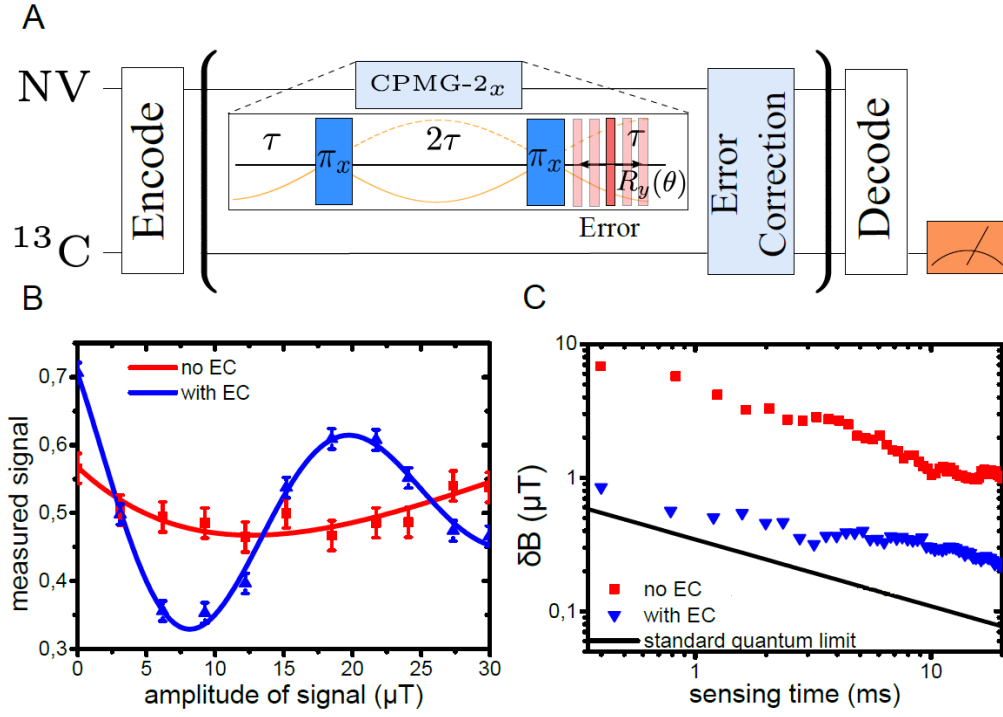 A
NV
CPMG-2x
τ
πx
2τ
πx
τ
Ry(θ)
Error
13C
Encode
Error
Correction
Decode
B
C
no EC
with EC
measured signal
0,7
0,6
0,5
0,4
0,3
0
5
10
15
20
25
30
amplitude of signal (μT)
δB (μT)
10
1
0,1
no EC
with EC
standard quantum limit
1
10
sensing time (ms)